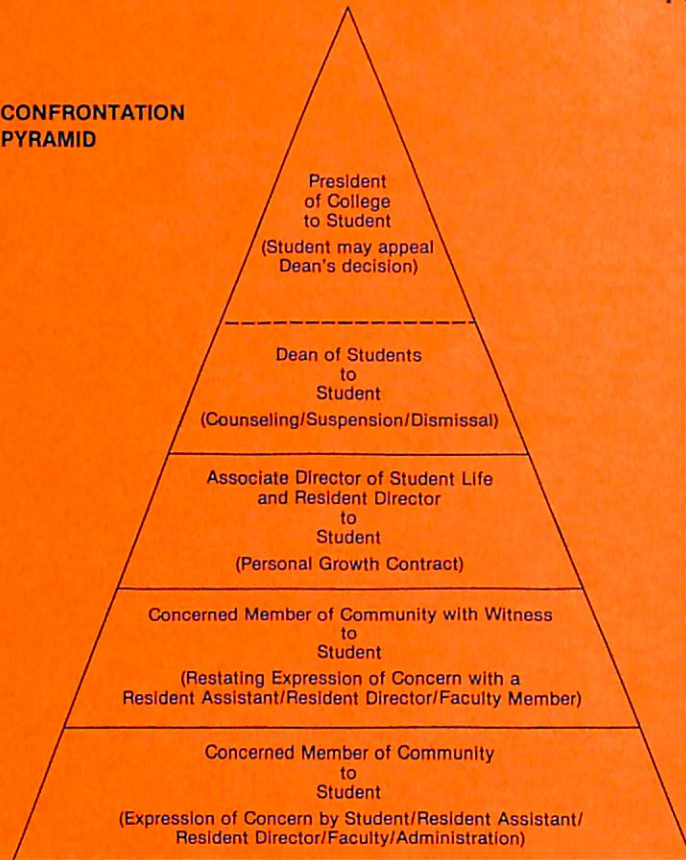 CONFRONTATION
PYRAMID
President
of College
to Student
(Student may appeal
Dean's decision)
Dean of Students
to
Student
(Counseling/Suspension/Dismissal)
Associate Director of Student Life
and Resident Director
to
Student
(Personal Growth Contract)
Concerned Member of Community with Witness
to
Student
(Restating Expression of Concern with a
Resident Assistant/Resident Director/Faculty Member)
Concerned Member of Community
to
Student
(Expression of Concern by Student/Resident Assistant/
Resident Director/Faculty/Administration)